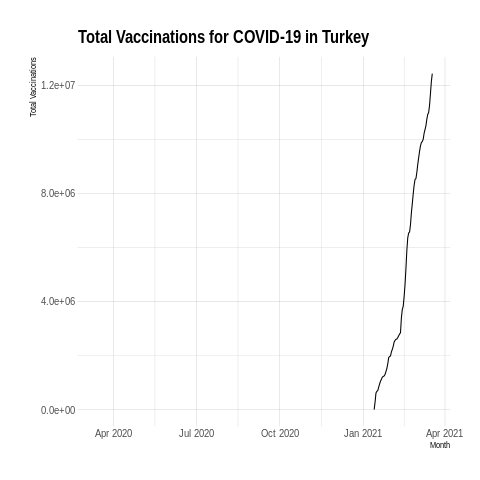 Total Vaccinations for COVID-19 in Turkey
Total Vaccinations
1.2e+07
8.0e+06
4.0e+06
0.0e+00
Apr 2020 Jul 2020 Oct 2020 Jan 2021 Apr 2021
Month